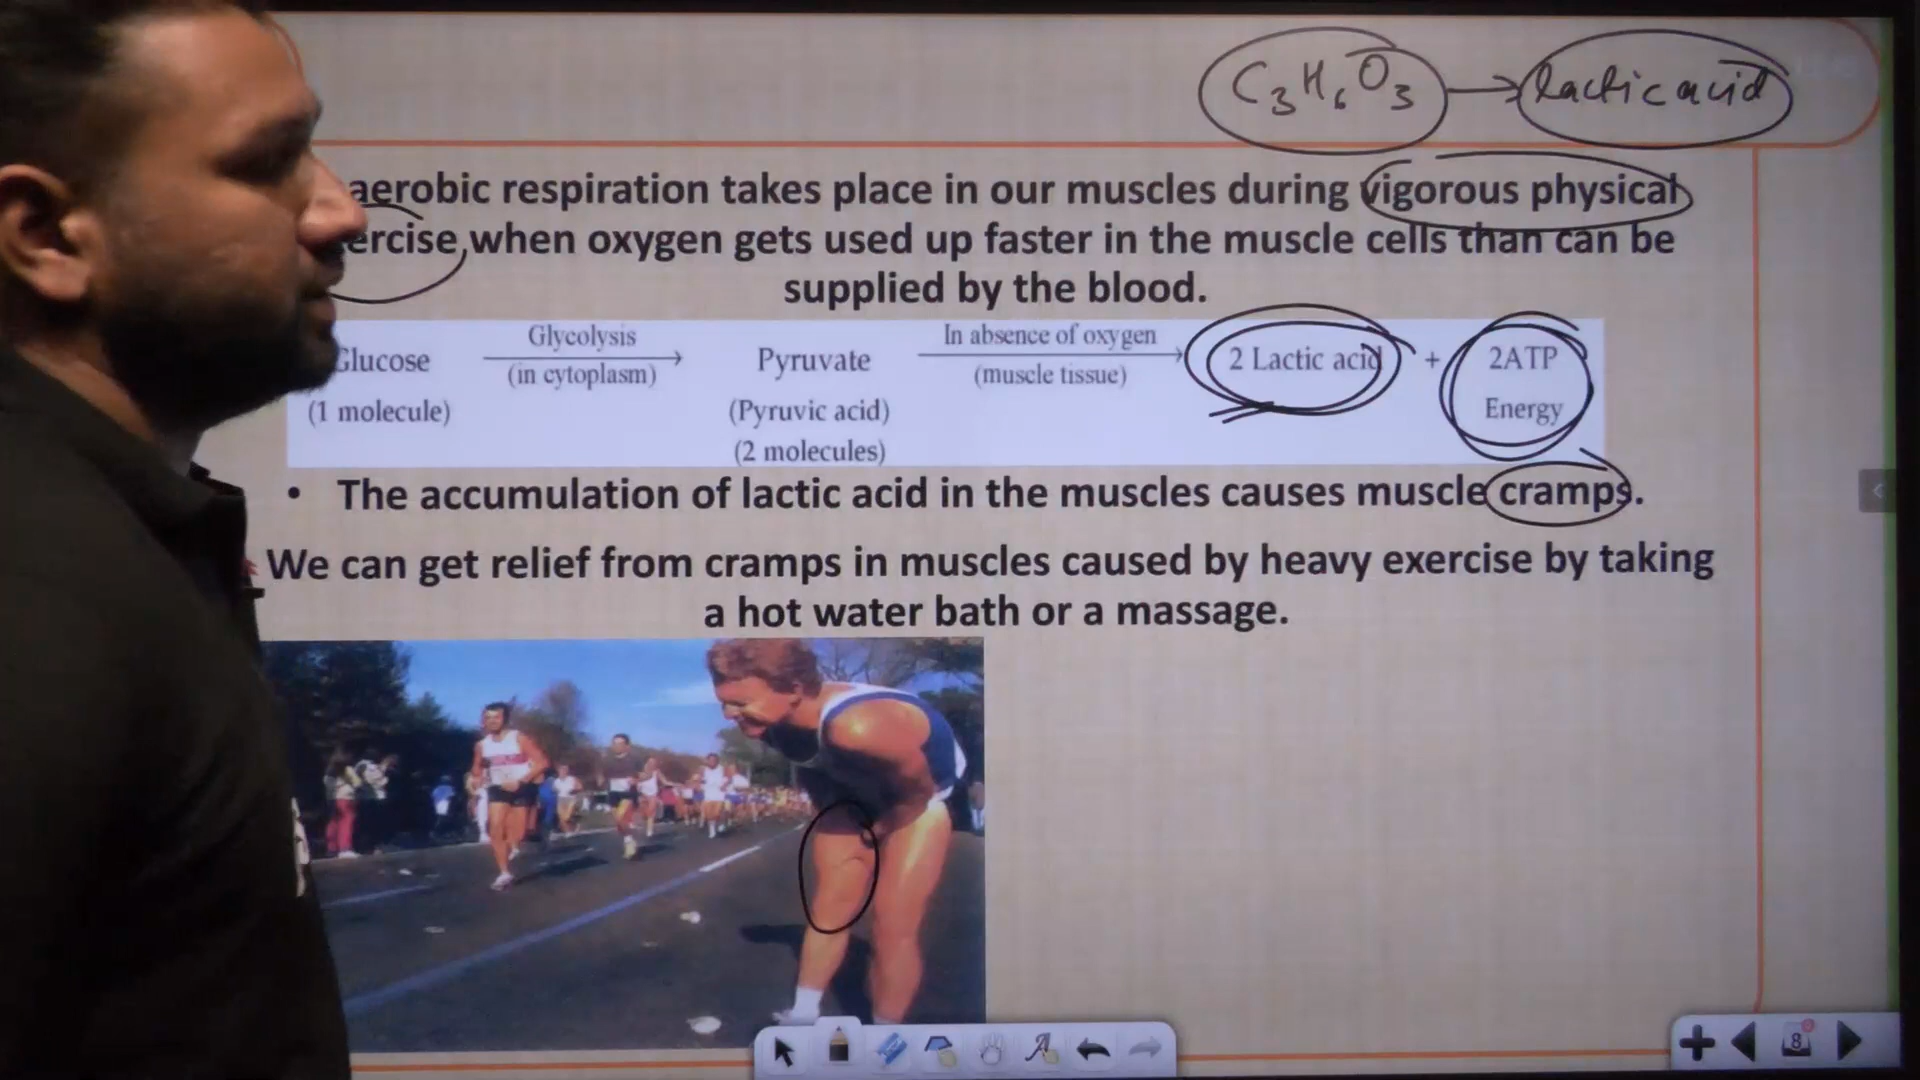 C3H6O3 → lactic acid
aerobic respiration takes place in our muscles during vigorous physical
ercise, when oxygen gets used up faster in the muscle cells than can be
supplied by the blood.
Glucose Glycolysis Pyruvate In absence of oxygen 2 Lactic acid + 2ATP
(in cytoplasm) (muscle tissue)
(1 molecule) (Pyruvic acid) Energy
(2 molecules)
• The accumulation of lactic acid in the muscles causes muscle cramps.
We can get relief from cramps in muscles caused by heavy exercise by taking
a hot water bath or a massage.
8